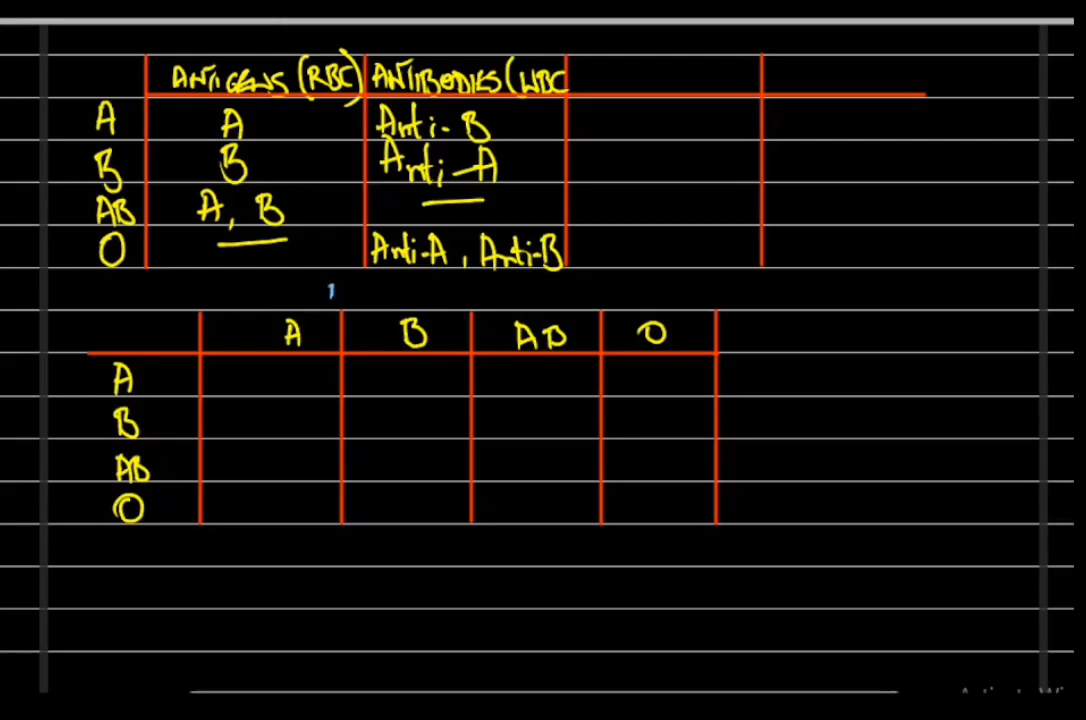 ANTIGENS (RBC) ANTIBODIES (WBC
A A Anti-B
B B Anti-A
AB A, B —
O — Anti-A, Anti-B
A B AB O
A
B
AB
O